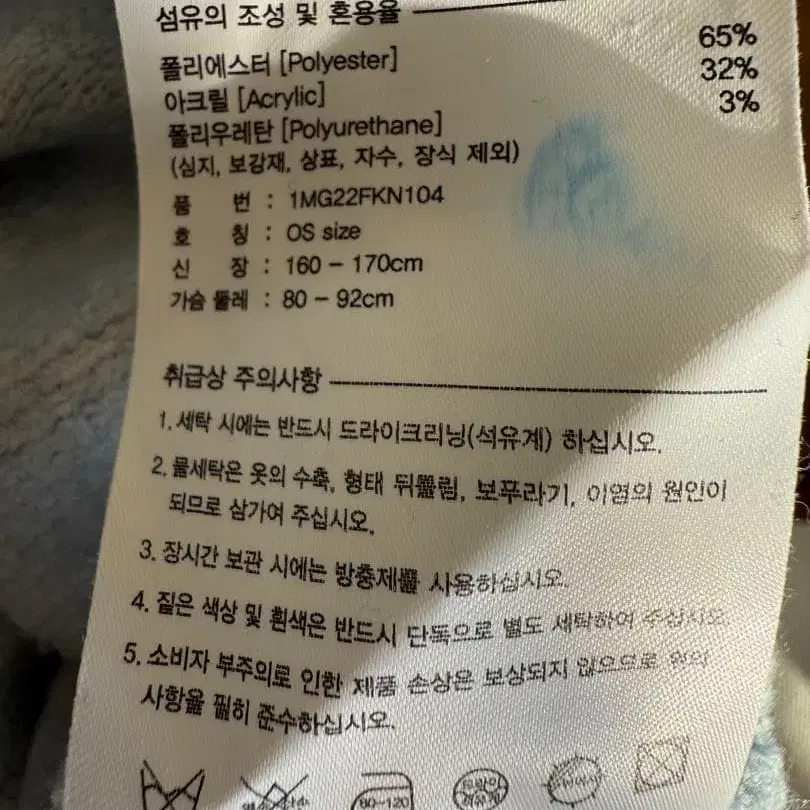 섬유의 조성 및 혼용율
폴리에스터 [Polyester] 65%
아크릴 [Acrylic] 32%
폴리우레탄 [Polyurethane] 3%
(심지, 보강재, 상표, 자수, 장식 제외)
품 번 : 1MG22FKN104
호 칭 : OS size
신 장 : 160 - 170cm
가슴 둘레 : 80 - 92cm
취급상 주의사항
1. 세탁 시에는 반드시 드라이크리닝(석유계) 하십시오.
2. 물세탁은 옷의 수축, 형태 뒤뚤림, 보푸라기, 이염의 원인이
되므로 삼가여 주십시오.
3. 장시간 보관 시에는 방충제를 사용하십시오.
4. 짙은 색상 및 흰색은 반드시 단독으로 별도 세탁하여 주십시오.
5. 소비자 부주의로 인한 제품 손상은 보상되지 않으므로 위의
사항을 필히 준수하십시오.
80~120
드라이
석유계